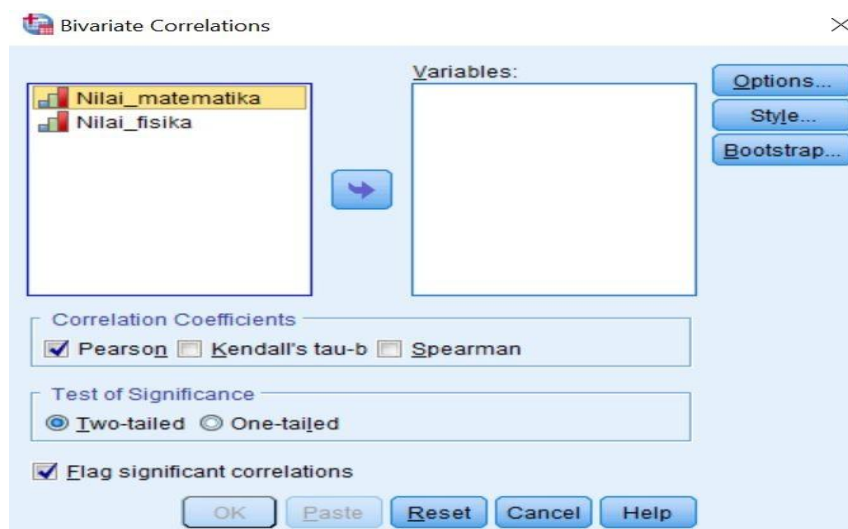 Bivariate Correlations
Variables:
Nilai_matematika
Nilai_fisika
Options...
Style...
Bootstrap...
Correlation Coefficients
Pearson Kendall's tau-b Spearman
Test of Significance
Two-tailed One-tailed
Flag significant correlations
OK Paste Reset Cancel Help